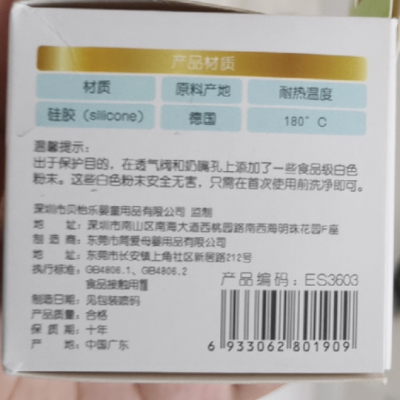 产品材质
材质 原料产地 耐热温度
硅胶（silicone） 德国 180°C
温馨提示:
出于保护目的，在透气阀和奶嘴孔上添加了一些食品级白色
粉末。这些白色粉末安全无害，只需在首次使用前洗净即可。
深圳市贝怡乐婴童用品有限公司 监制
地 址：深圳市南山区南海大道西桃园路南西海明珠花园F座
制 造 商：东莞市茼爱母婴用品有限公司
地 址：东莞市长安镇上角社区新居路212号
执行标准：GB4806.1、GB4806.2
食品接触用
产品编码：ES3603
制造日期：见包装喷码
产品质量：合格
保 质 期：十年
产 地：中国广东
6 933062 801909